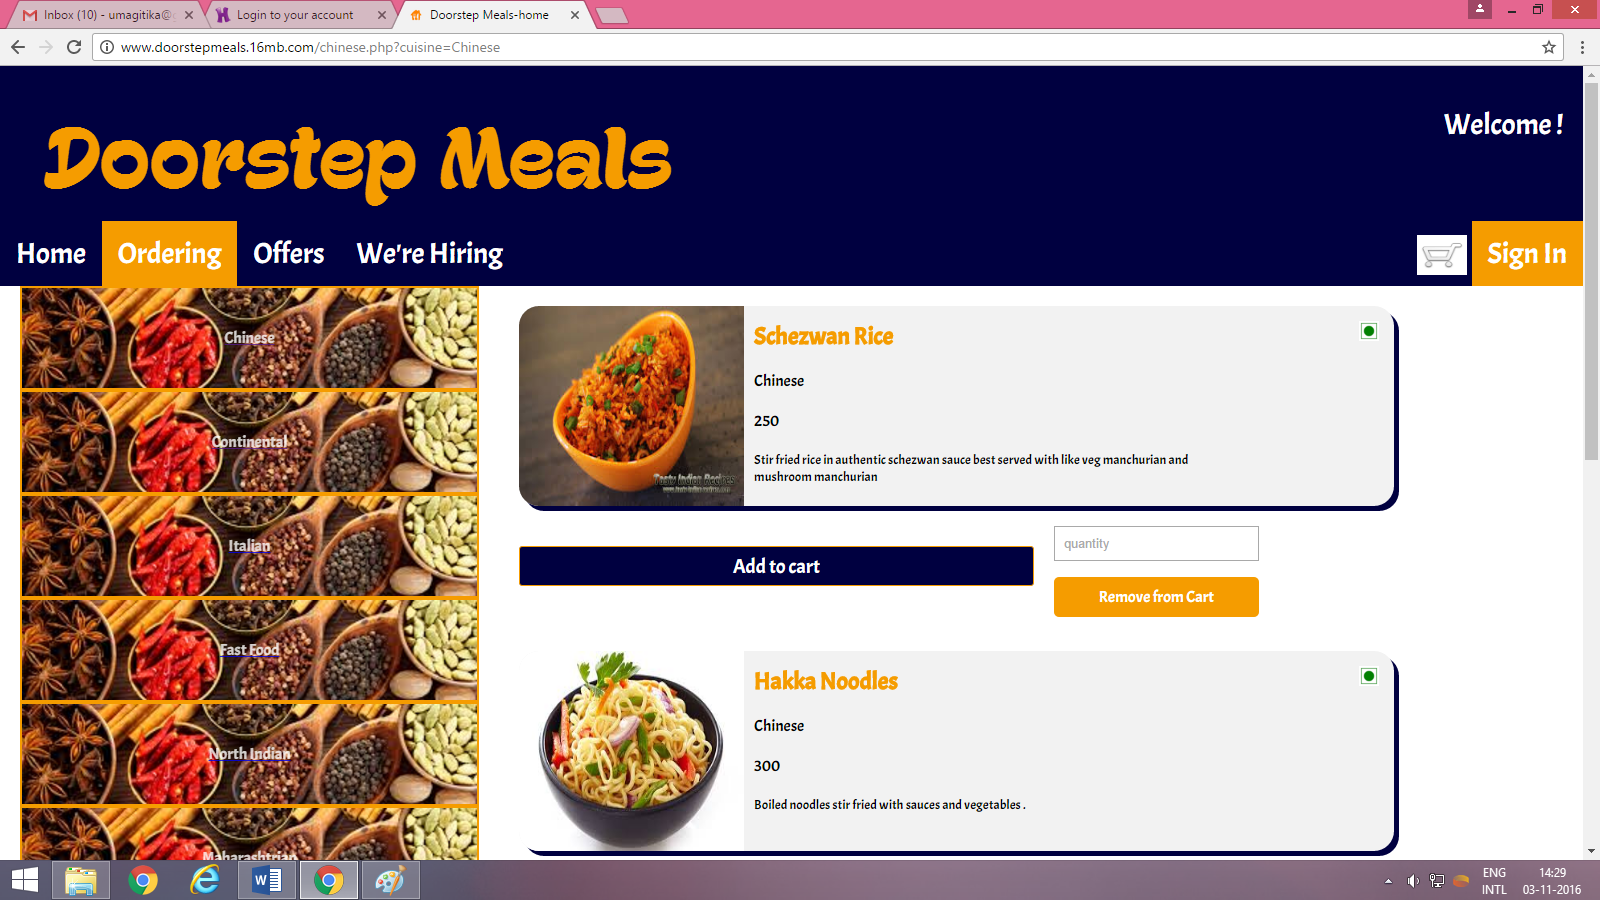 Inbox (10) - umagitika@
Login to your account
Doorstep Meals-home
www.doorstepmeals.16mb.com/chinese.php?cuisine=Chinese
Doorstep Meals
Welcome !
Home
Ordering
Offers
We're Hiring
Sign In
Chinese
Continental
Italian
Fast Food
North Indian
Maharashtrian
Schezwan Rice
Chinese
250
Stir fried rice in authentic schezwan sauce best served with like veg manchurian and
mushroom manchurian
Tasty Indian Recipes
Add to cart
quantity
Remove from Cart
Hakka Noodles
Chinese
300
Boiled noodles stir fried with sauces and vegetables .
ENG
INTL
14:29
03-11-2016